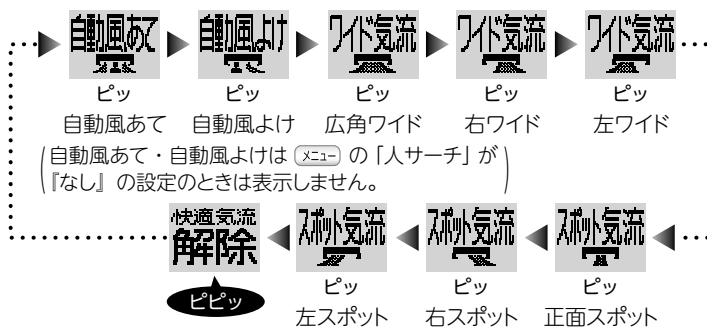 自動風あて 自動風よけ ワイド気流 ワイド気流 ワイド気流
ピッ ピッ ピッ ピッ ピッ
自動風あて 自動風よけ 広角ワイド 右ワイド 左ワイド
(自動風あて・自動風よけは メニュー の「人サーチ」が
『なし』の設定のときは表示しません。)
快適気流
解除 スポット気流 スポット気流 スポット気流
ピピッ ピッ ピッ ピッ
左スポット 右スポット 正面スポット